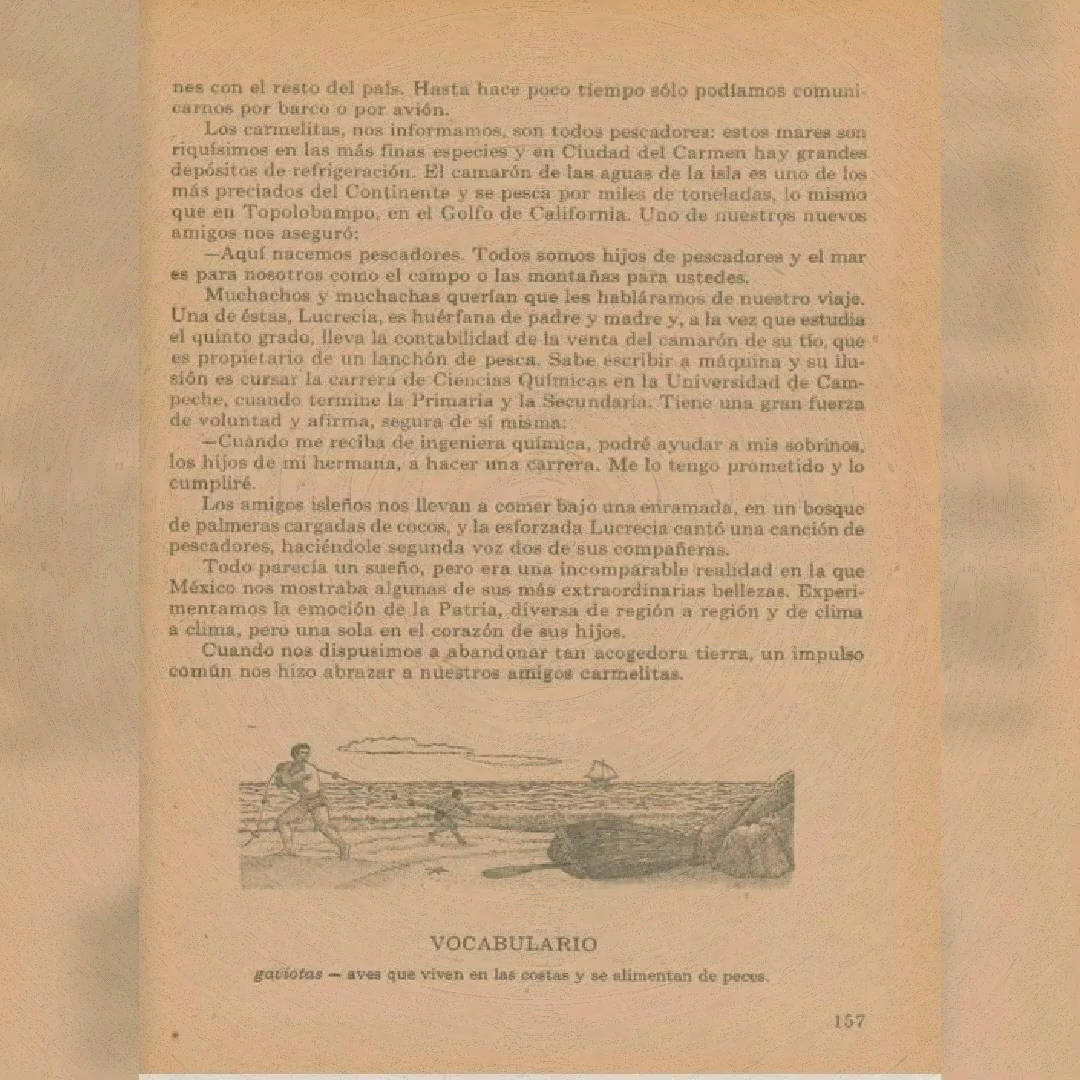 nes con el resto del país. Hasta hace poco tiempo sólo podíamos comuni-
carnos por barco o por avión.
Los carmelitas, nos informamos, son todos pescadores: estos mares son
riquísimos en las más finas especies y en Ciudad del Carmen hay grandes
depósitos de refrigeración. El camarón de las aguas de la isla es uno de los
más preciados del Continente y se pesca por miles de toneladas, lo mismo
que en Topolobampo, en el Golfo de California. Uno de nuestros nuevos
amigos nos aseguró:
—Aquí nacemos pescadores. Todos somos hijos de pescadores y el mar
es para nosotros como el campo o las montañas para ustedes.
Muchachos y muchachas querían que les habláramos de nuestro viaje.
Una de éstas, Lucrecia, es huérfana de padre y madre y, a la vez que estudia
el quinto grado, lleva la contabilidad de la venta del camarón de su tío, que
es propietario de un lanchón de pesca. Sabe escribir a máquina y su ilu-
sión es cursar la carrera de Ciencias Químicas en la Universidad de Cam-
peche, cuando termine la Primaria y la Secundaria. Tiene una gran fuerza
de voluntad y afirma, segura de sí misma:
—Cuando me reciba de ingeniera química, podré ayudar a mis sobrinos,
los hijos de mi hermana, a hacer una carrera. Me lo tengo prometido y lo
cumpliré.
Los amigos isleños nos llevan a comer bajo una enramada, en un bosque
de palmeras cargadas de cocos, y la esforzada Lucrecia cantó una canción de
pescadores, haciéndole segunda voz dos de sus compañeras.
Todo parecía un sueño, pero era una incomparable realidad en la que
México nos mostraba algunas de sus más extraordinarias bellezas. Experi-
mentamos la emoción de la Patria, diversa de región a región y de clima
a clima, pero una sola en el corazón de sus hijos.
Cuando nos dispusimos a abandonar tan acogedora tierra, un impulso
común nos hizo abrazar a nuestros amigos carmelitas.
VOCABULARIO
gaviotas — aves que viven en las costas y se alimentan de peces.
157